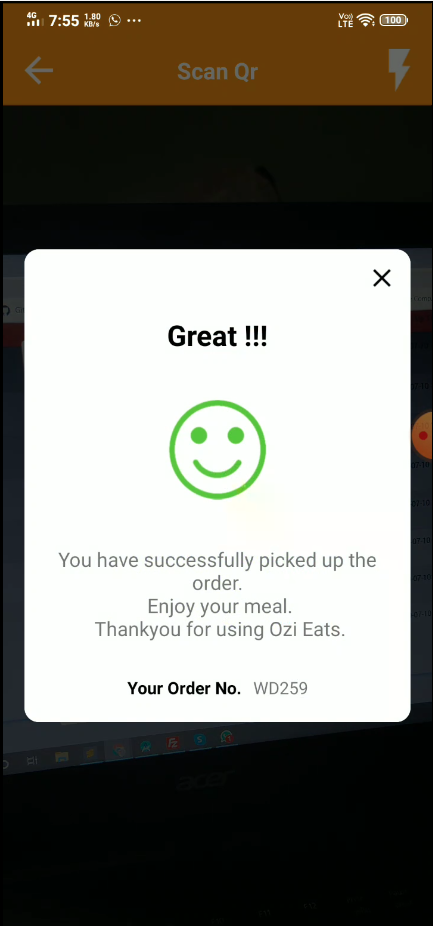 4G 7:55 1.80 KB/s ... Vo) LTE 100
Scan Qr
Great !!!
You have successfully picked up the
order.
Enjoy your meal.
Thankyou for using Ozi Eats.
Your Order No. WD259
acer